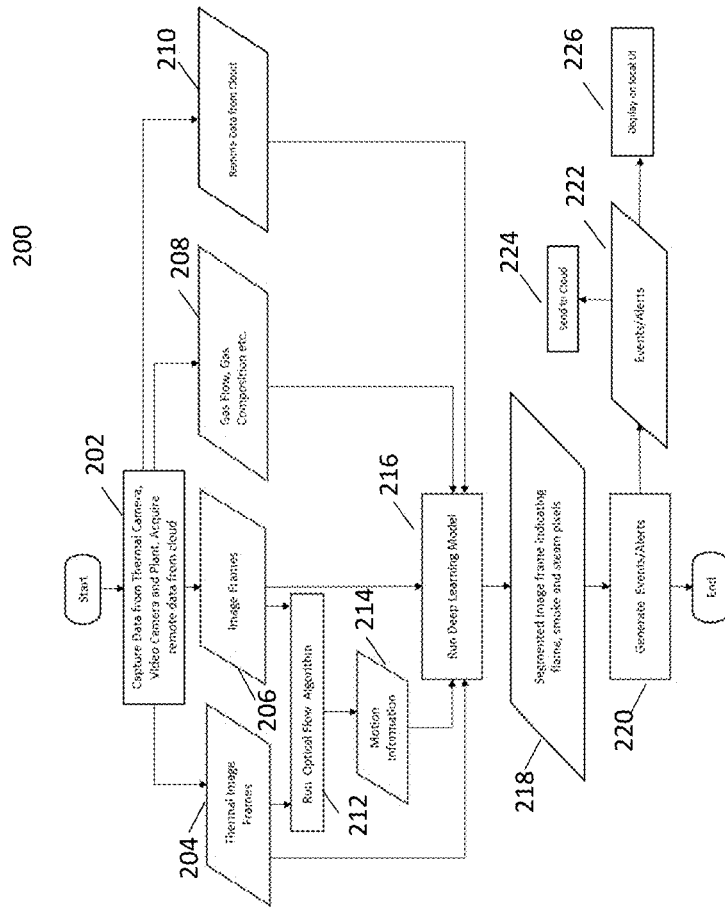 200
Start
202
Capture Data from Thermal Camera,
Video Camera and Plant. Acquire
remote data from cloud
204
Thermal Image
Frames
206
Image Frames
208
Gas Flow, Gas
Composition etc.
210
Remote Data from Cloud
212
Run Optical Flow Algorithm
214
Motion
Information
216
Run Deep Learning Model
218
Segmented image frame indicating
flame, smoke and steam pixels
220
Generate Events/Alerts
End
222
Events/Alerts
224
Send to Cloud
226
Display on local UI